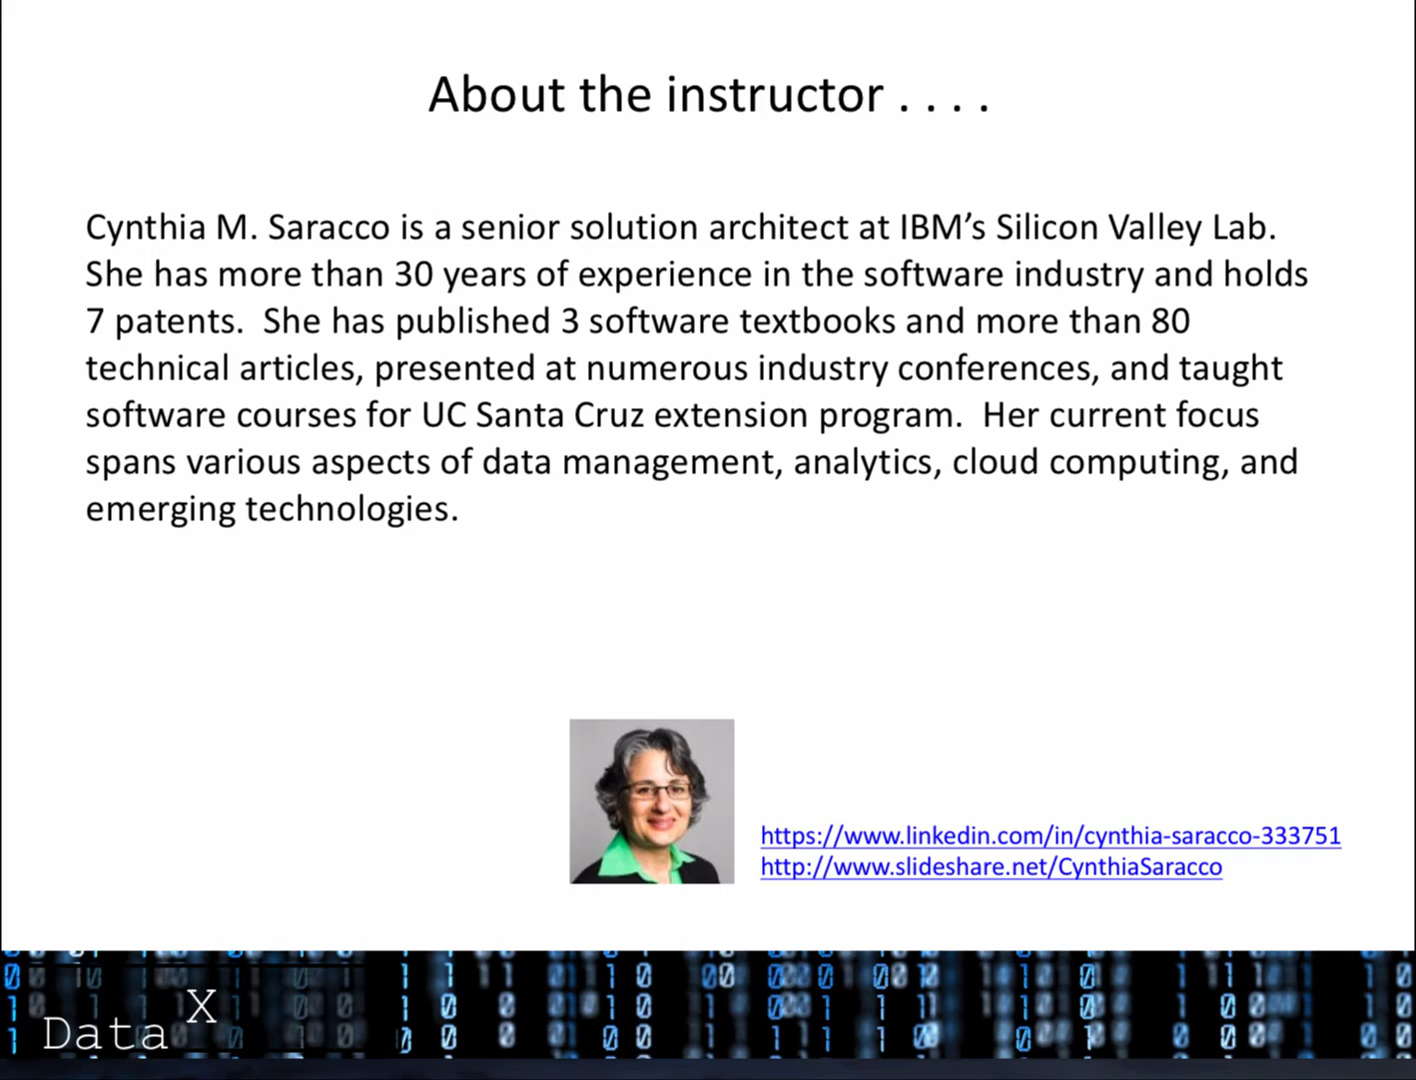 About the instructor . . . .
Cynthia M. Saracco is a senior solution architect at IBM’s Silicon Valley Lab.
She has more than 30 years of experience in the software industry and holds
7 patents.  She has published 3 software textbooks and more than 80
technical articles, presented at numerous industry conferences, and taught
software courses for UC Santa Cruz extension program.  Her current focus
spans various aspects of data management, analytics, cloud computing, and
emerging technologies.
https://www.linkedin.com/in/cynthia-saracco-333751
http://www.slideshare.net/CynthiaSaracco
Data X